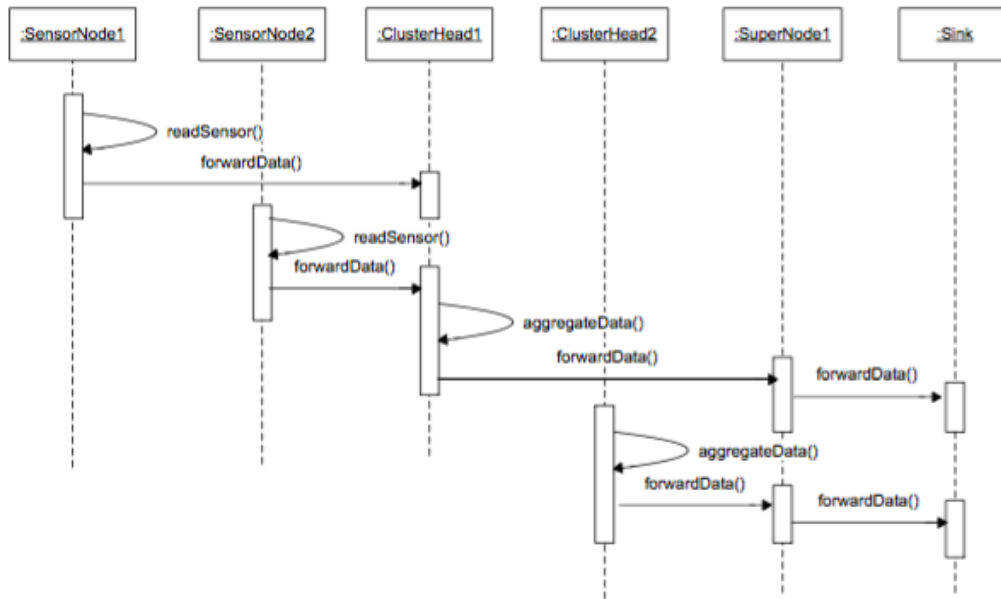 :SensorNode1
:SensorNode2
:ClusterHead1
:ClusterHead2
:SuperNode1
:Sink
readSensor()
forwardData()
readSensor()
forwardData()
aggregateData()
forwardData()
forwardData()
aggregateData()
forwardData()
forwardData()